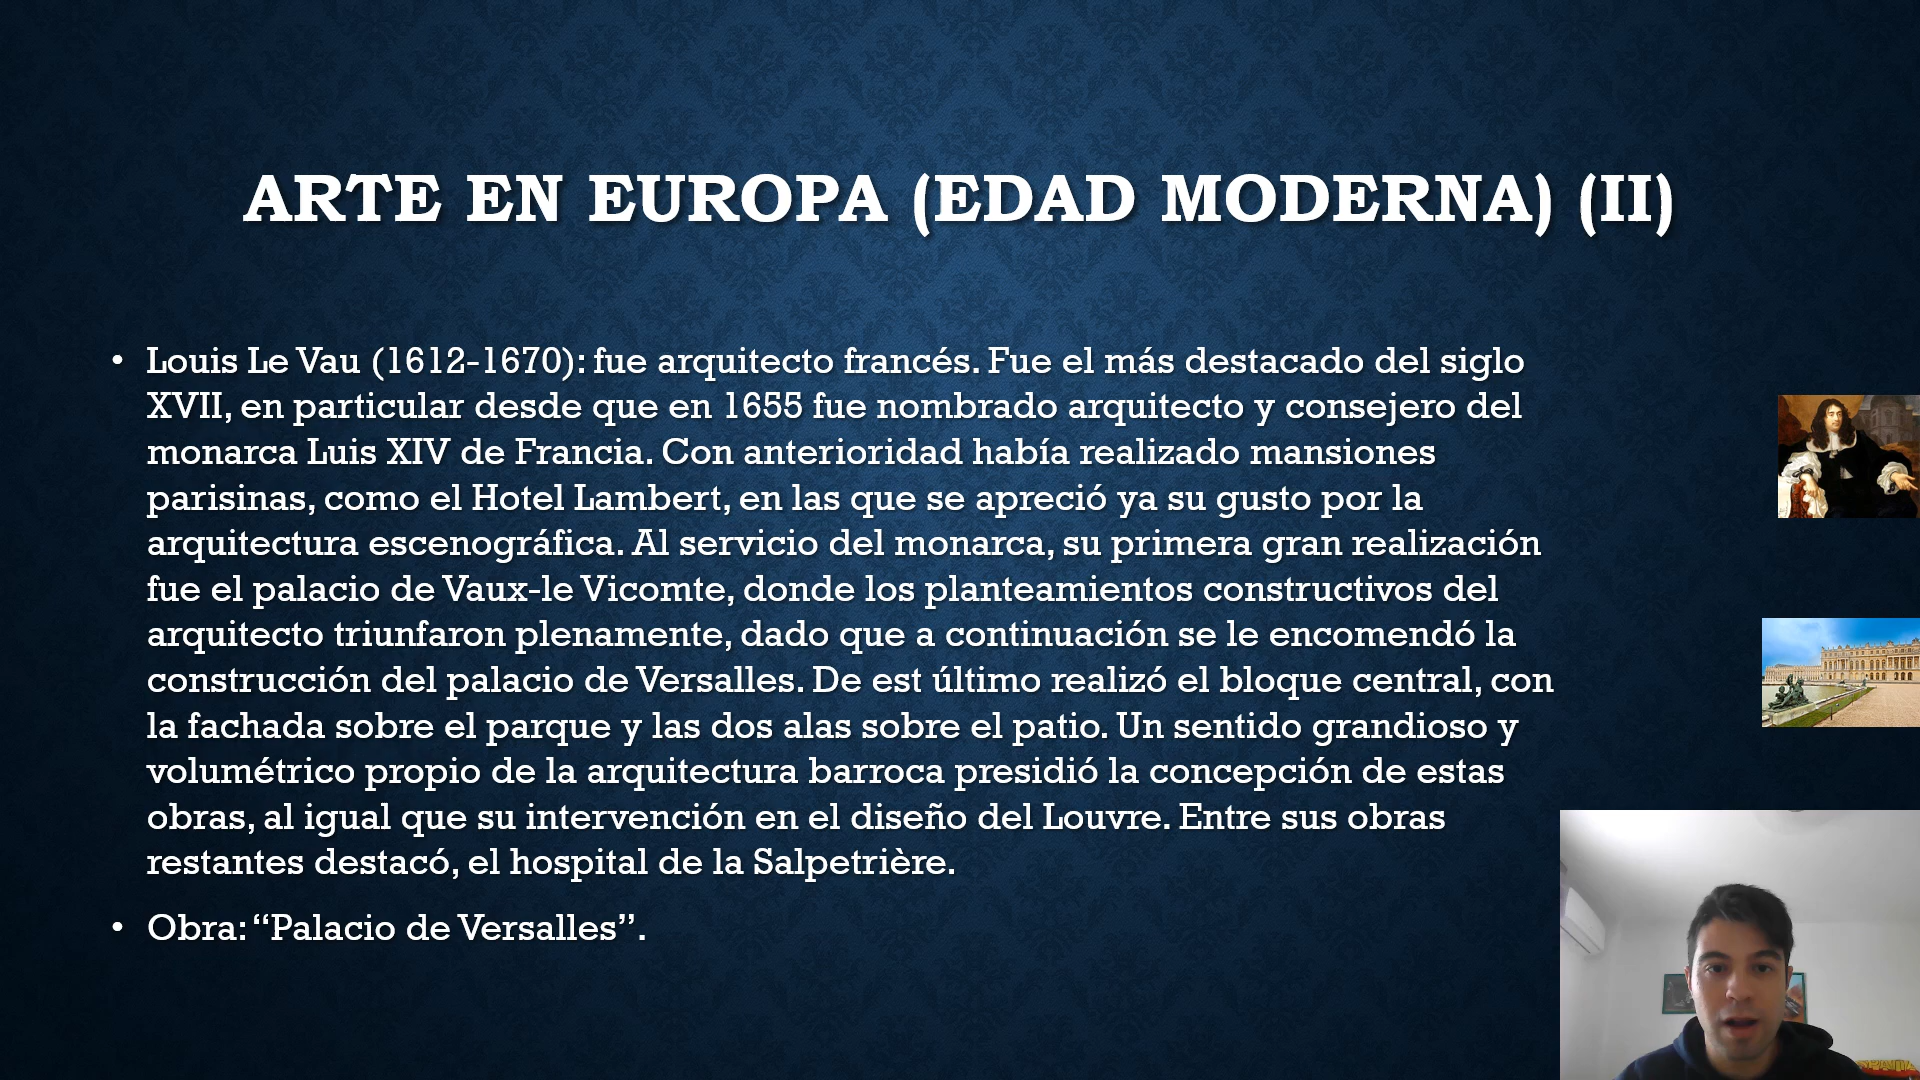 ARTE EN EUROPA (EDAD MODERNA) (II)
• Louis Le Vau (1612-1670): fue arquitecto francés. Fue el más destacado del siglo
XVII, en particular desde que en 1655 fue nombrado arquitecto y consejero del
monarca Luis XIV de Francia. Con anterioridad había realizado mansiones
parisinas, como el Hotel Lambert, en las que se apreció ya su gusto por la
arquitectura escenográfica. Al servicio del monarca, su primera gran realización
fue el palacio de Vaux-le Vicomte, donde los planteamientos constructivos del
arquitecto triunfaron plenamente, dado que a continuación se le encomendó la
construcción del palacio de Versalles. De est último realizó el bloque central, con
la fachada sobre el parque y las dos alas sobre el patio. Un sentido grandioso y
volumétrico propio de la arquitectura barroca presidió la concepción de estas
obras, al igual que su intervención en el diseño del Louvre. Entre sus obras
restantes destacó, el hospital de la Salpetrière.
• Obra: “Palacio de Versalles”.